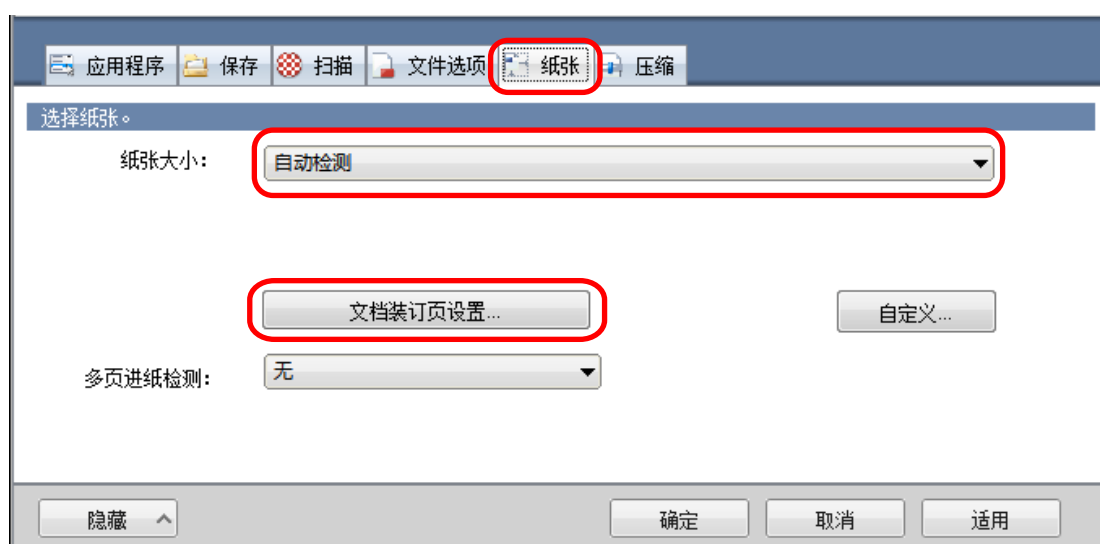 应用程序 保存 扫描 文件选项 纸张 压缩
选择纸张。
纸张大小: 自动检测
文档装订页设置... 自定义...
多页进纸检测: 无
隐藏 确定 取消 适用